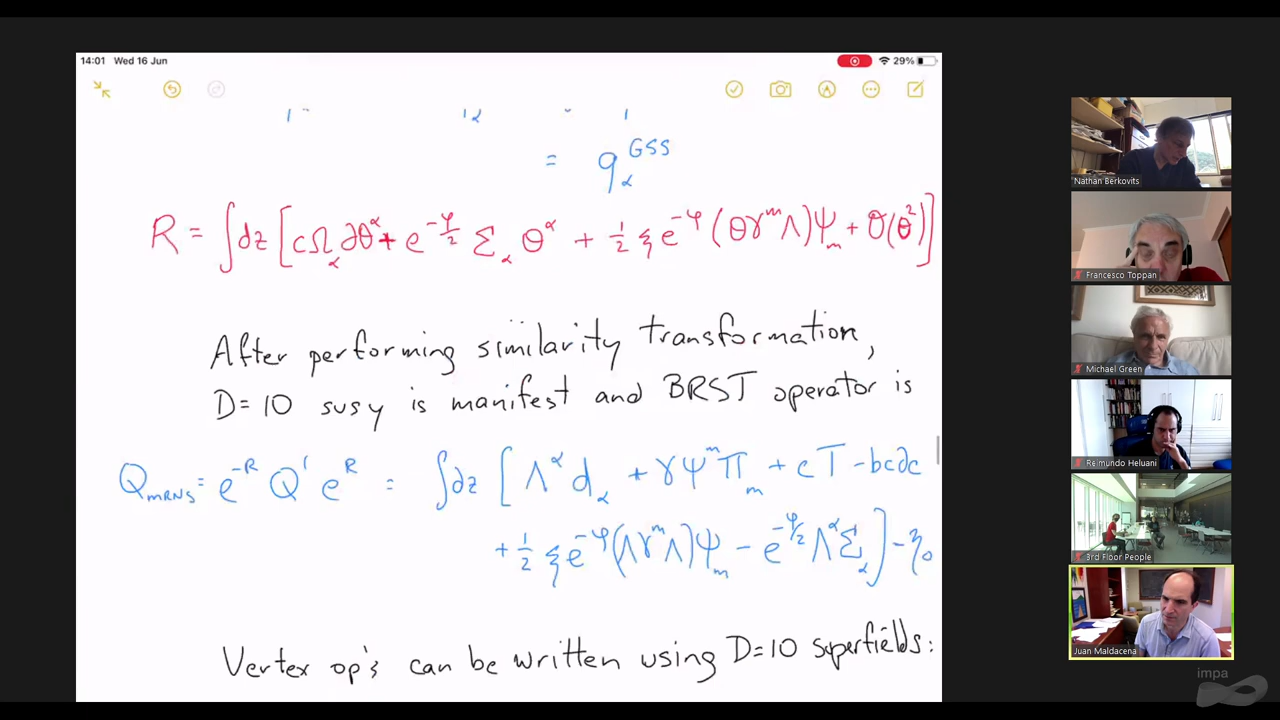 14:01 Wed 16 Jun
29%
= q_α^{GSS}
R = ∫dz [cΩ_α ∂θ^α + e^{-φ/2} Σ_α θ^α + 1/2 ξ e^{-φ} (θγ^m Λ)ψ_m + O(θ^2)]
After performing similarity transformation,
D=10 susy is manifest and BRST operator is
Q_{mRNS} = e^{-R} Q' e^{R} = ∫dz [Λ^α d_α + γψ^m Π_m + cT - bc∂c
+ 1/2 ξ e^{-φ} (Λγ^m Λ)ψ_m - e^{-φ/2} Λ^α Σ_α] - η_0
Vertex op's can be written using D=10 superfields:
Nathan Berkovits
Francesco Toppan
Michael Green
Reimundo Heluani
3rd Floor People
Juan Maldacena
impa